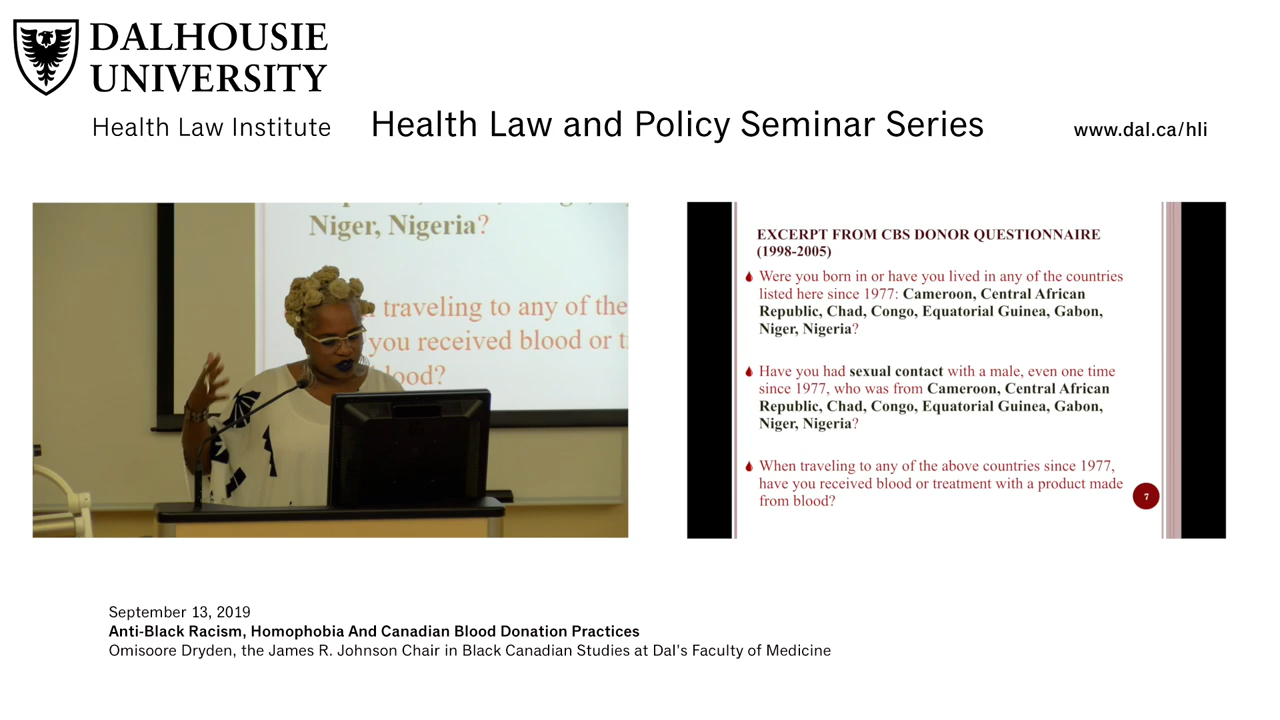 DALHOUSIE
UNIVERSITY
Health Law Institute
Health Law and Policy Seminar Series
www.dal.ca/hli
Niger, Nigeria?
traveling to any of the
you received blood or
lood?
EXCERPT FROM CBS DONOR QUESTIONNAIRE
(1998-2005)
Were you born in or have you lived in any of the countries
listed here since 1977: Cameroon, Central African
Republic, Chad, Congo, Equatorial Guinea, Gabon,
Niger, Nigeria?
Have you had sexual contact with a male, even one time
since 1977, who was from Cameroon, Central African
Republic, Chad, Congo, Equatorial Guinea, Gabon,
Niger, Nigeria?
When traveling to any of the above countries since 1977,
have you received blood or treatment with a product made
from blood?
7
September 13, 2019
Anti-Black Racism, Homophobia And Canadian Blood Donation Practices
Omisoore Dryden, the James R. Johnson Chair in Black Canadian Studies at Dal's Faculty of Medicine